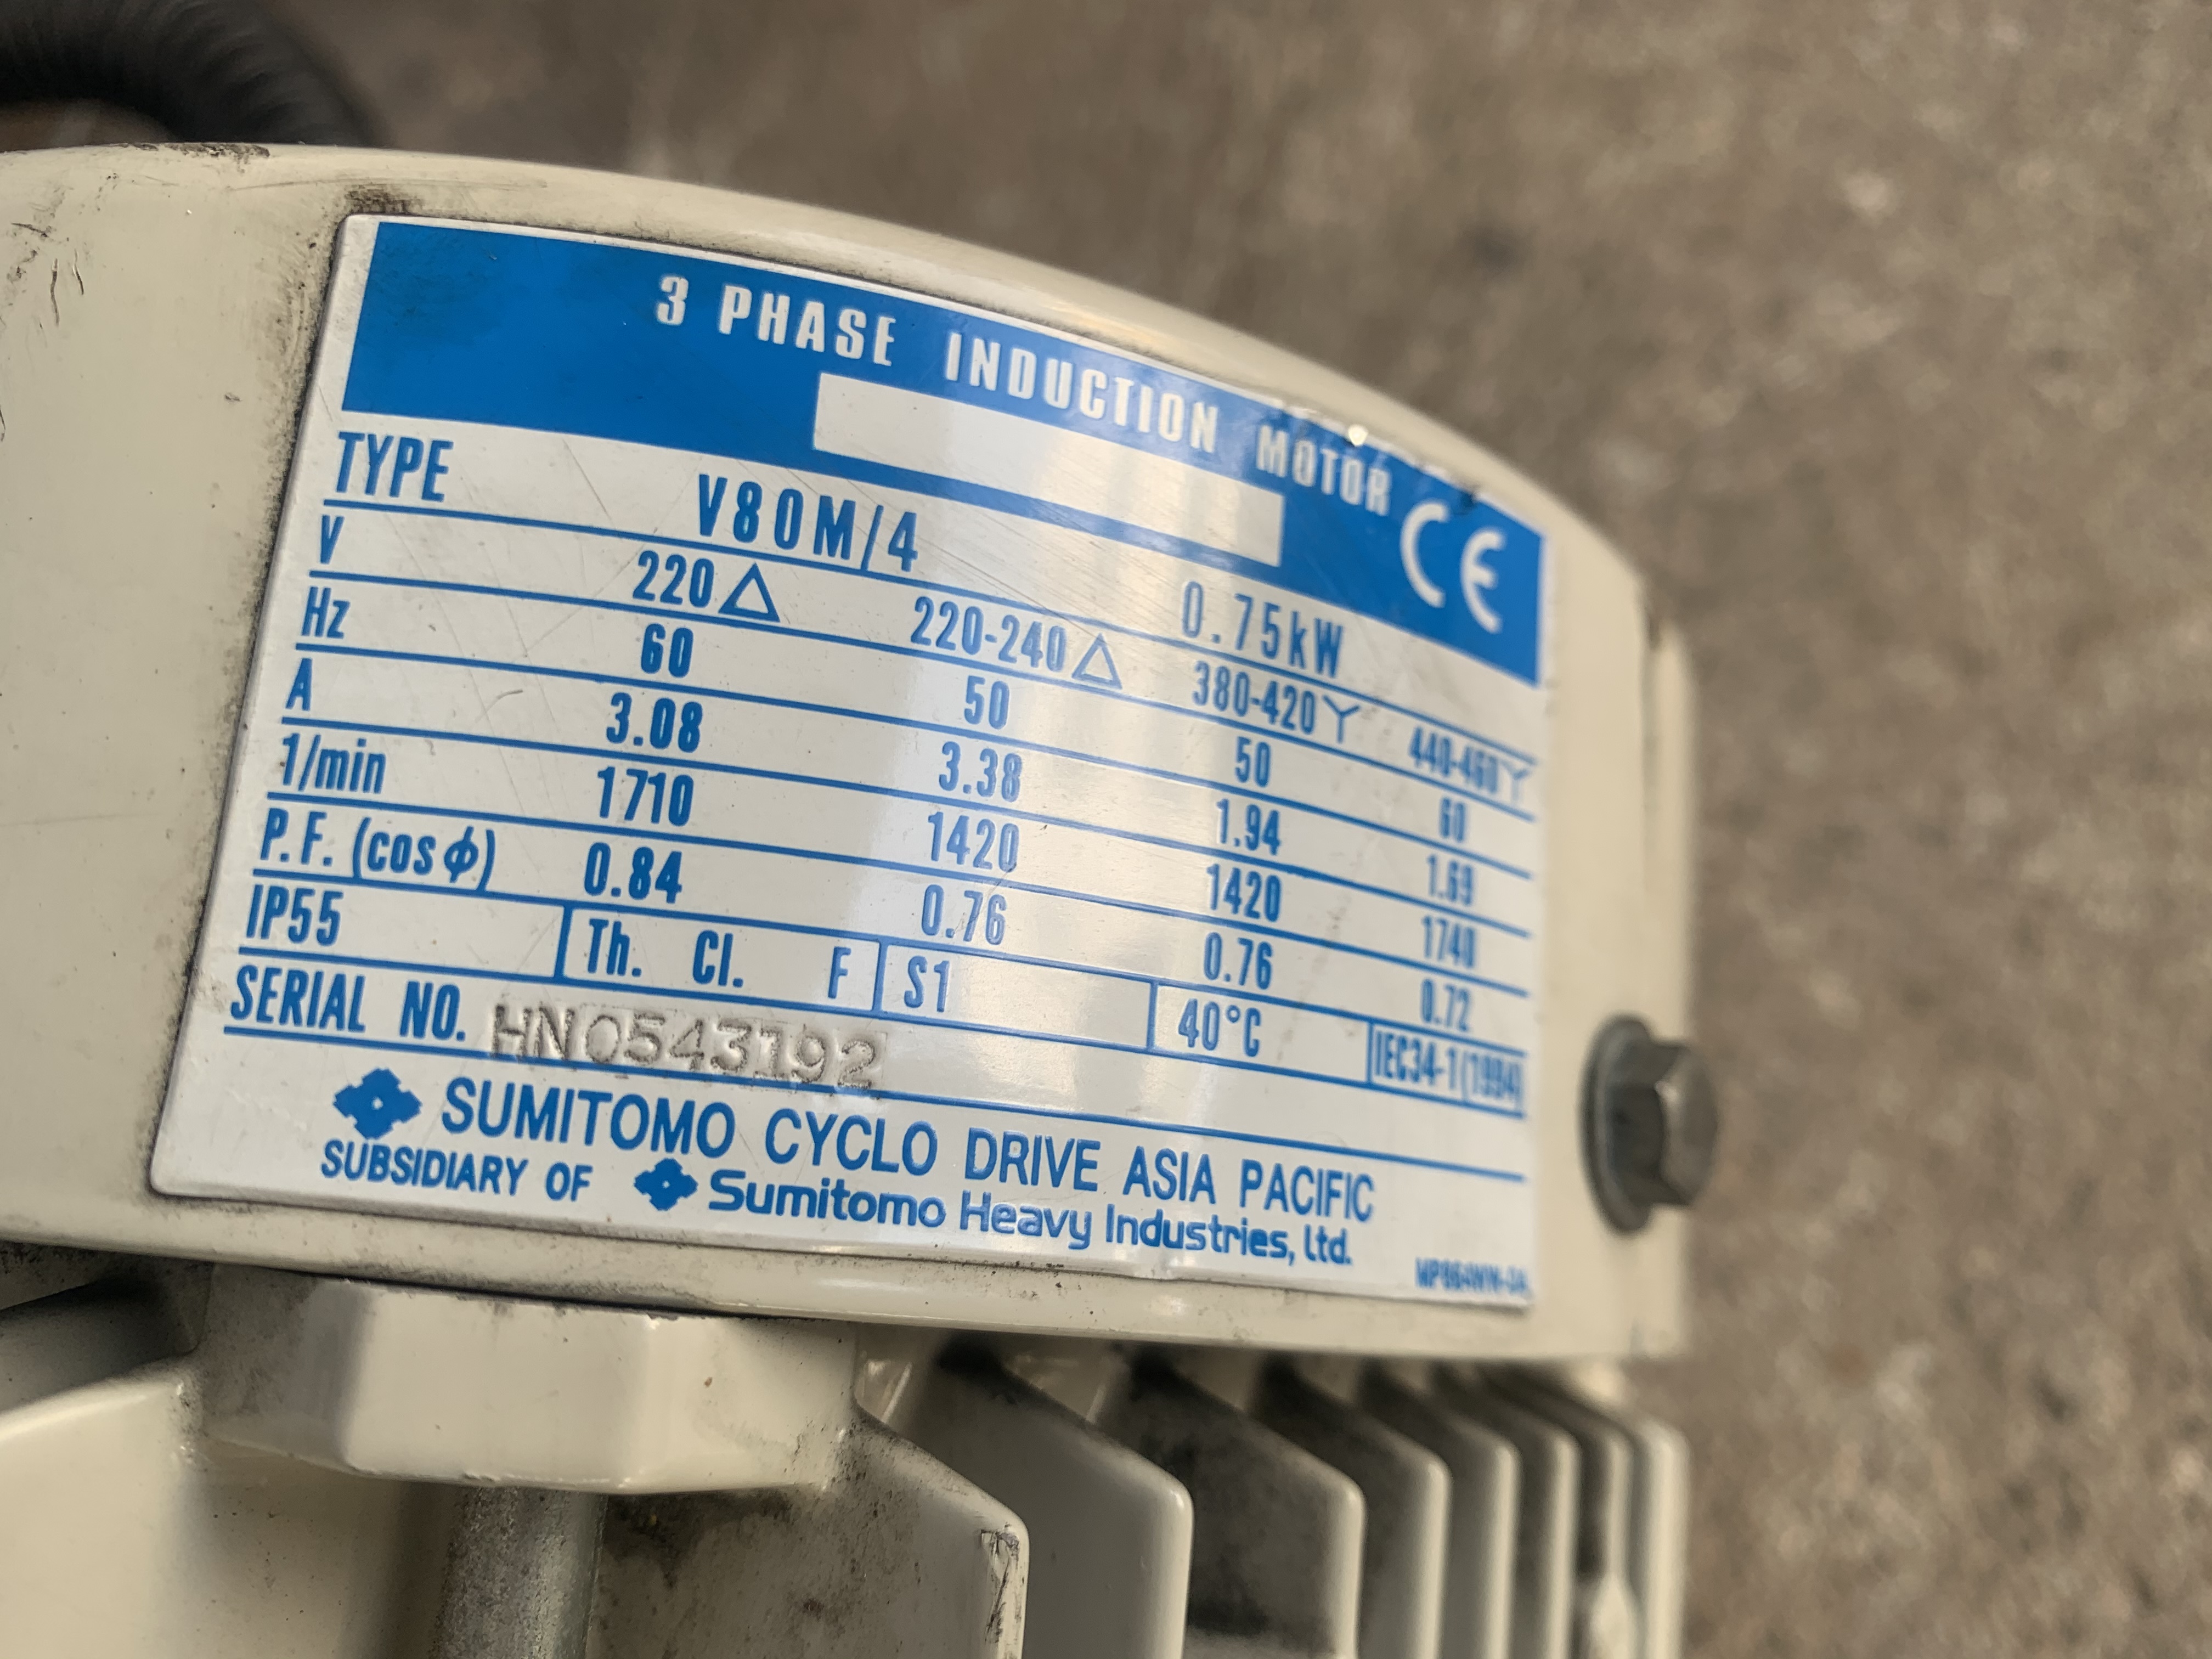 3 PHASE INDUCTION MOTOR
CE
TYPE V80M/4 0.75kW
V 220△ 220-240△ 380-420Y 440-460Y
Hz 60 50 50 60
A 3.08 3.38 1.94 1.69
1/min 1710 1420 1420 1740
P.F. (cosϕ) 0.84 0.76 0.76 0.72
IP55 Th. Cl. F S1 40°C IEC34-1(1994)
SERIAL NO. HN0543192
SUMITOMO CYCLO DRIVE ASIA PACIFIC
SUBSIDIARY OF Sumitomo Heavy Industries, Ltd.